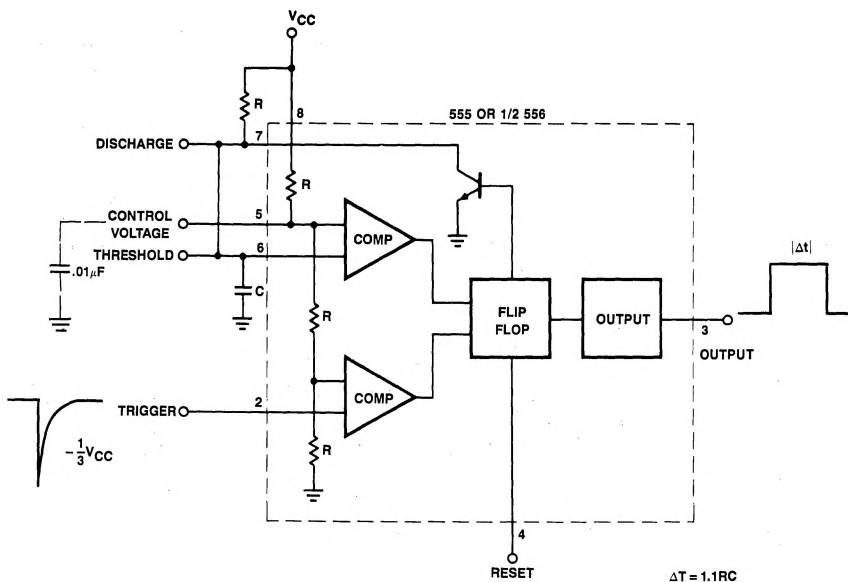 VCC
R
8
555 OR 1/2 556
DISCHARGE
7
R
CONTROL
VOLTAGE
5
COMP
THRESHOLD
6
.01μF
C
|Δt|
R
FLIP
FLOP
OUTPUT
3
OUTPUT
COMP
TRIGGER
2
-1/3VCC
R
4
RESET
ΔT = 1.1RC